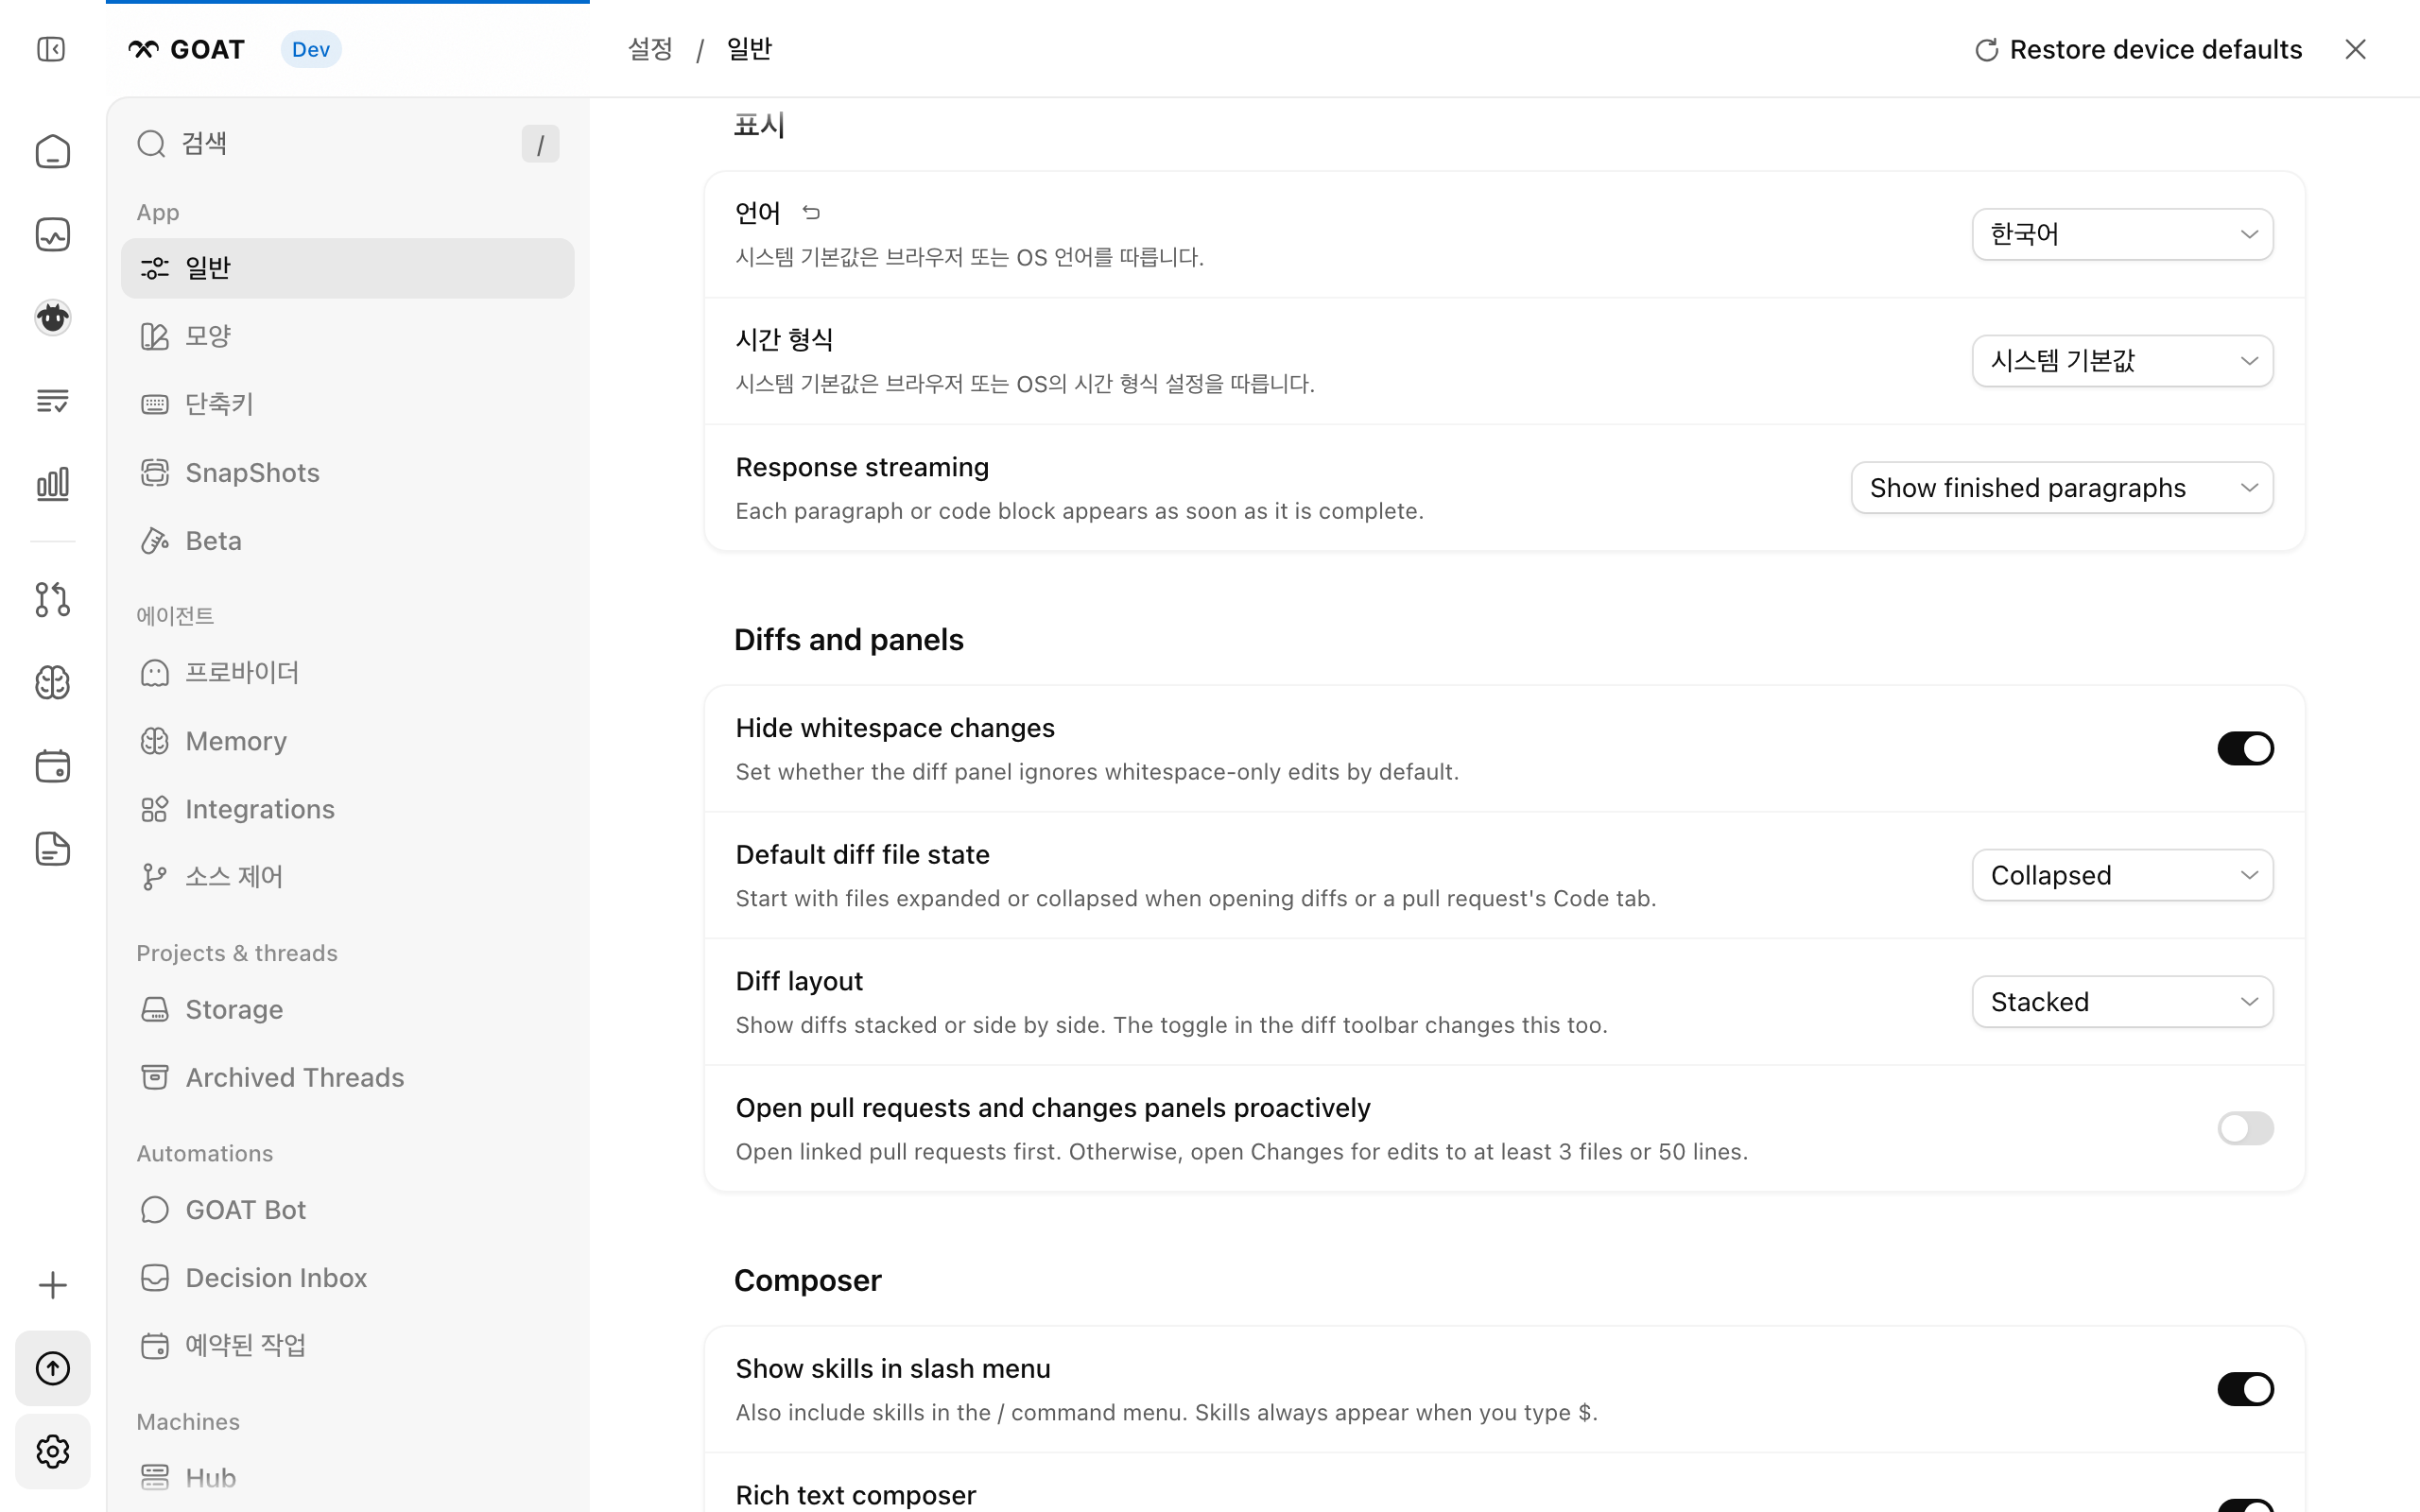 GOAT Dev
설정 / 일반
Restore device defaults
검색 /
App
일반
모양
단축키
SnapShots
Beta
에이전트
프로바이더
Memory
Integrations
소스 제어
Projects & threads
Storage
Archived Threads
Automations
GOAT Bot
Decision Inbox
예약된 작업
Machines
Hub
표시
언어
시스템 기본값은 브라우저 또는 OS 언어를 따릅니다.
한국어
시간 형식
시스템 기본값은 브라우저 또는 OS의 시간 형식 설정을 따릅니다.
시스템 기본값
Response streaming
Each paragraph or code block appears as soon as it is complete.
Show finished paragraphs
Diffs and panels
Hide whitespace changes
Set whether the diff panel ignores whitespace-only edits by default.
Default diff file state
Start with files expanded or collapsed when opening diffs or a pull request's Code tab.
Collapsed
Diff layout
Show diffs stacked or side by side. The toggle in the diff toolbar changes this too.
Stacked
Open pull requests and changes panels proactively
Open linked pull requests first. Otherwise, open Changes for edits to at least 3 files or 50 lines.
Composer
Show skills in slash menu
Also include skills in the / command menu. Skills always appear when you type $.
Rich text composer